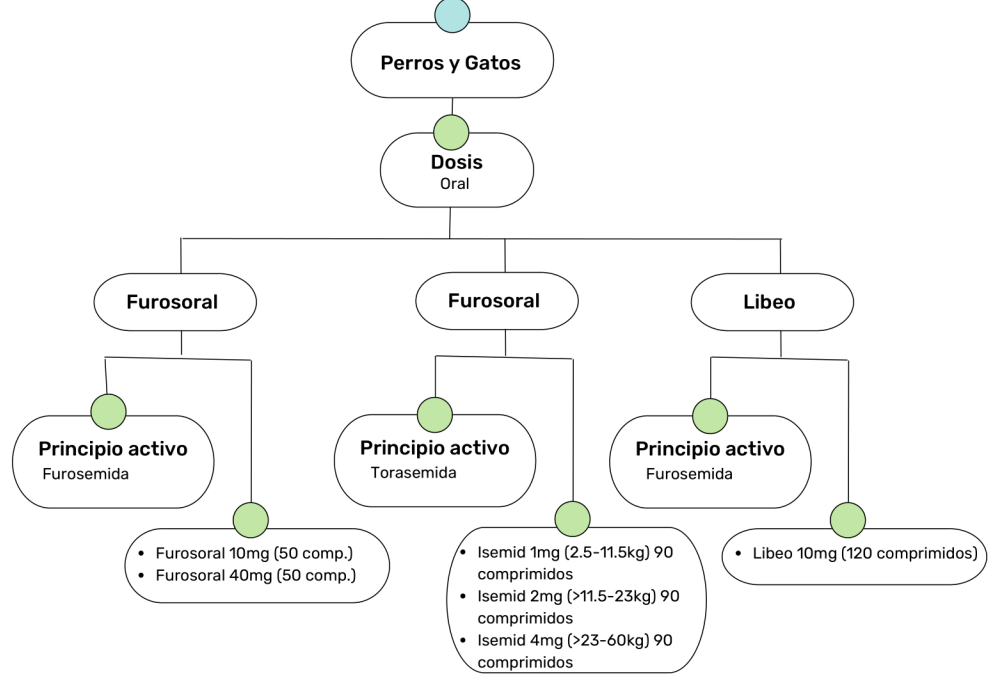 Perros y Gatos
Dosis
Oral
Furosoral
Furosoral
Libeo
Principio activo
Furosemida
Principio activo
Torasemida
Principio activo
Furosemida
• Furosoral 10mg (50 comp.)
• Furosoral 40mg (50 comp.)
• Isemid 1mg (2.5-11.5kg) 90
comprimidos
• Isemid 2mg (>11.5-23kg) 90
comprimidos
• Isemid 4mg (>23-60kg) 90
comprimidos
• Libeo 10mg (120 comprimidos)